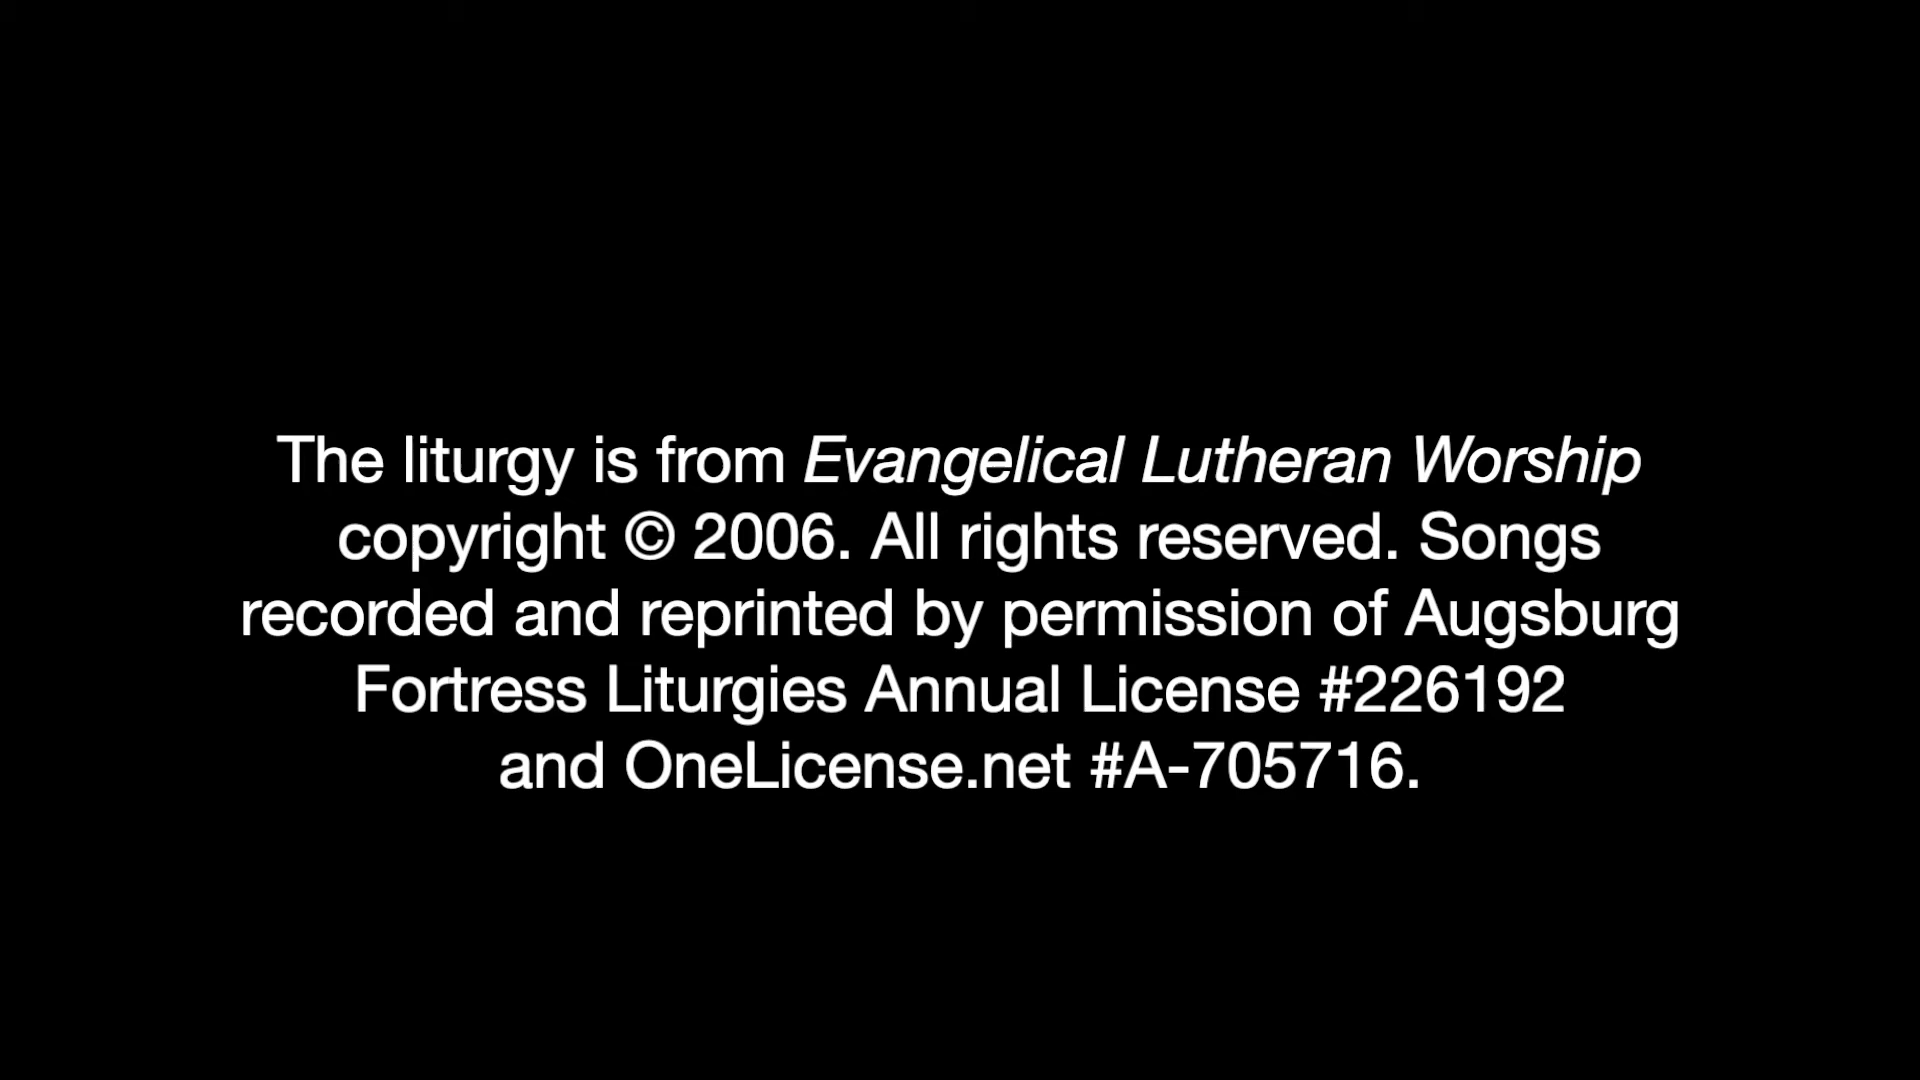 The liturgy is from Evangelical Lutheran Worship
copyright © 2006. All rights reserved. Songs
recorded and reprinted by permission of Augsburg
Fortress Liturgies Annual License #226192
and OneLicense.net #A-705716.